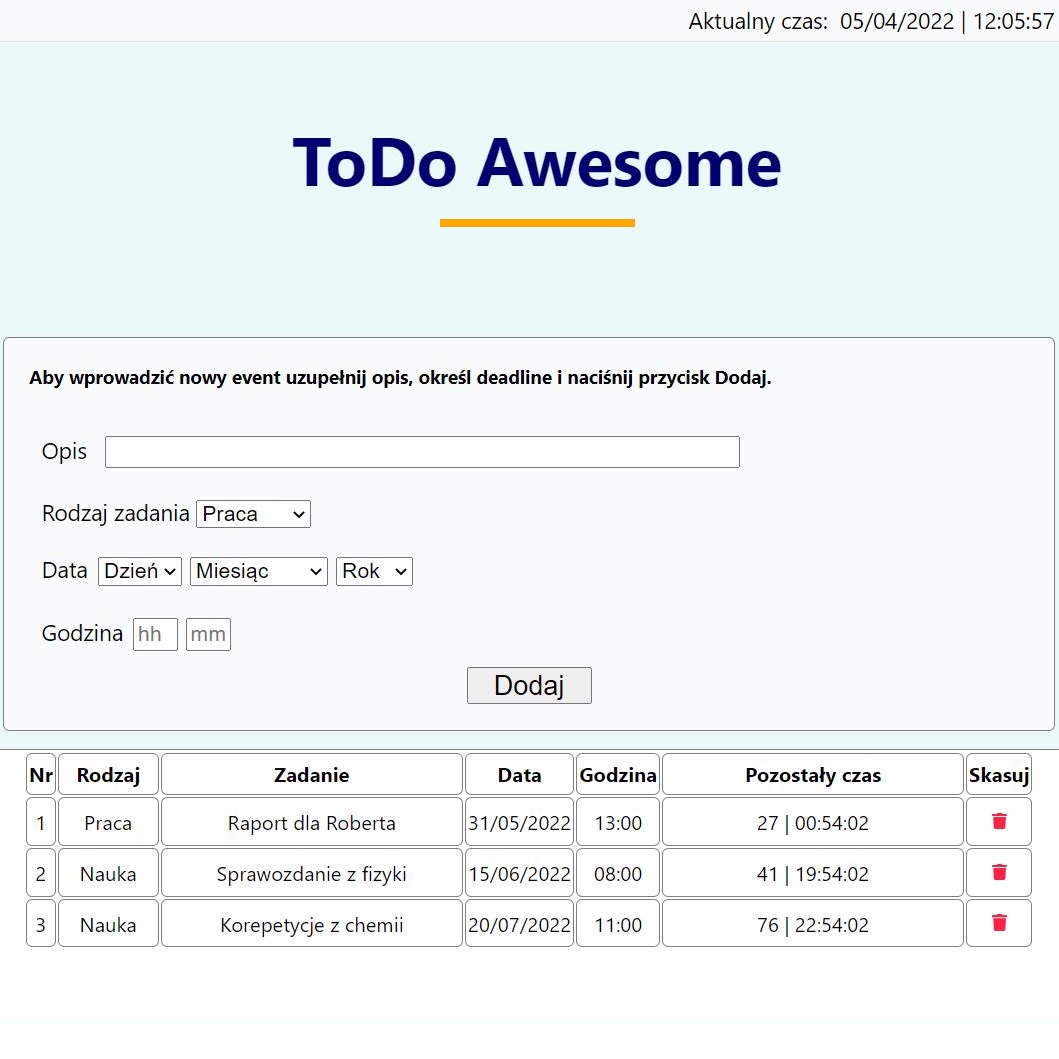 Aktualny czas: 05/04/2022 | 12:05:57
ToDo Awesome
Aby wprowadzić nowy event uzupełnij opis, określ deadline i naciśnij przycisk Dodaj.
Opis
Rodzaj zadania Praca
Data Dzień Miesiąc Rok
Godzina hh mm
Dodaj
Nr Rodzaj Zadanie Data Godzina Pozostały czas Skasuj
1 Praca Raport dla Roberta 31/05/2022 13:00 27 | 00:54:02
2 Nauka Sprawozdanie z fizyki 15/06/2022 08:00 41 | 19:54:02
3 Nauka Korepetycje z chemii 20/07/2022 11:00 76 | 22:54:02